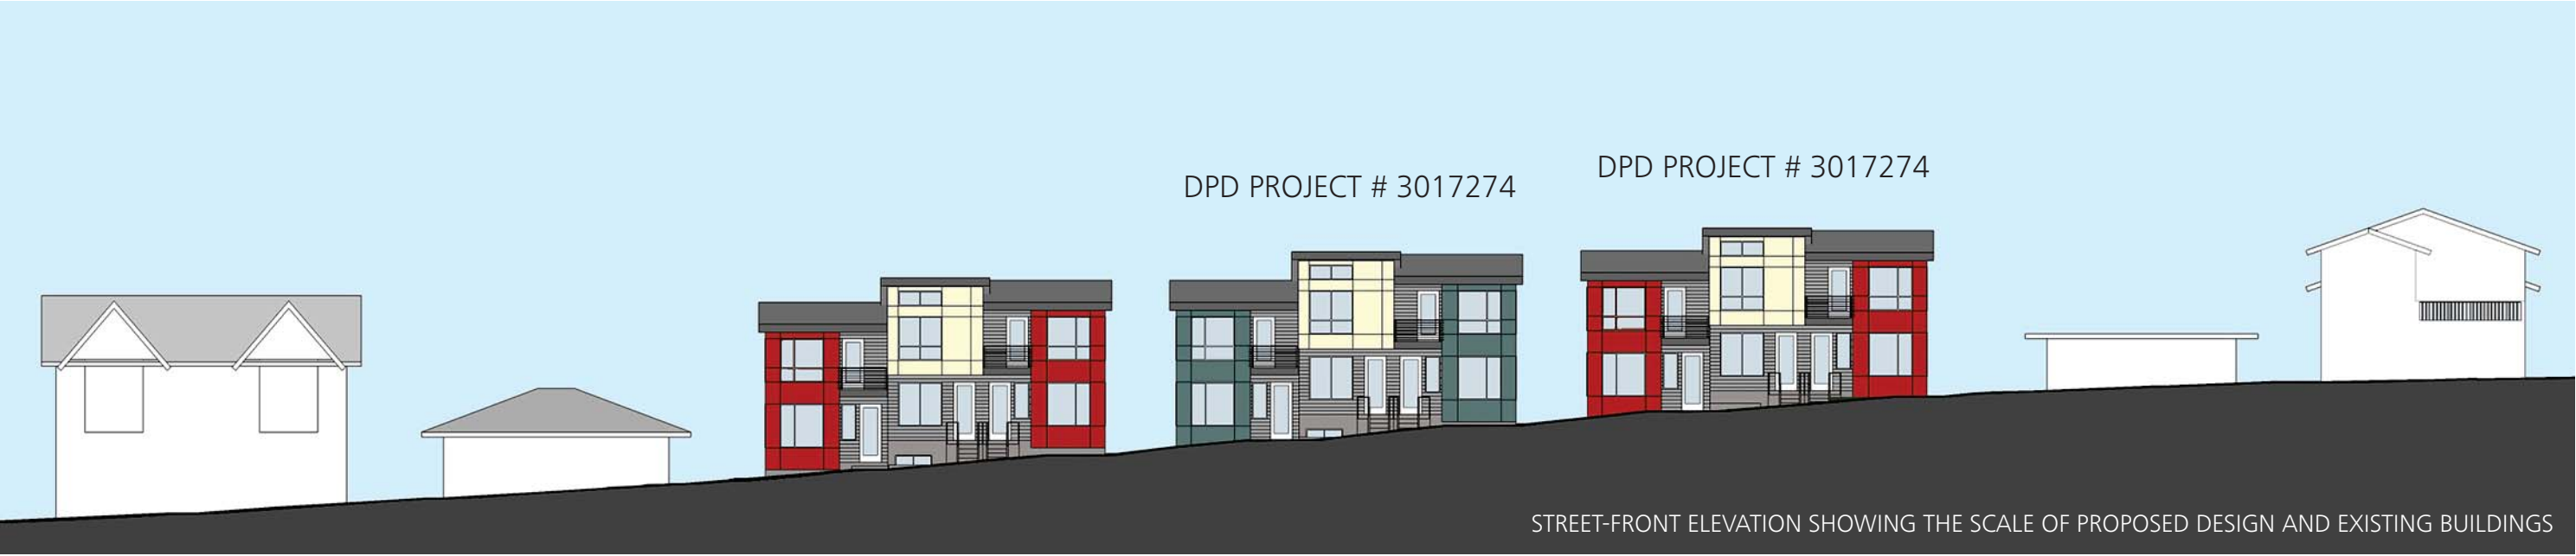 DPD PROJECT # 3017274
DPD PROJECT # 3017274
STREET-FRONT ELEVATION SHOWING THE SCALE OF PROPOSED DESIGN AND EXISTING BUILDINGS